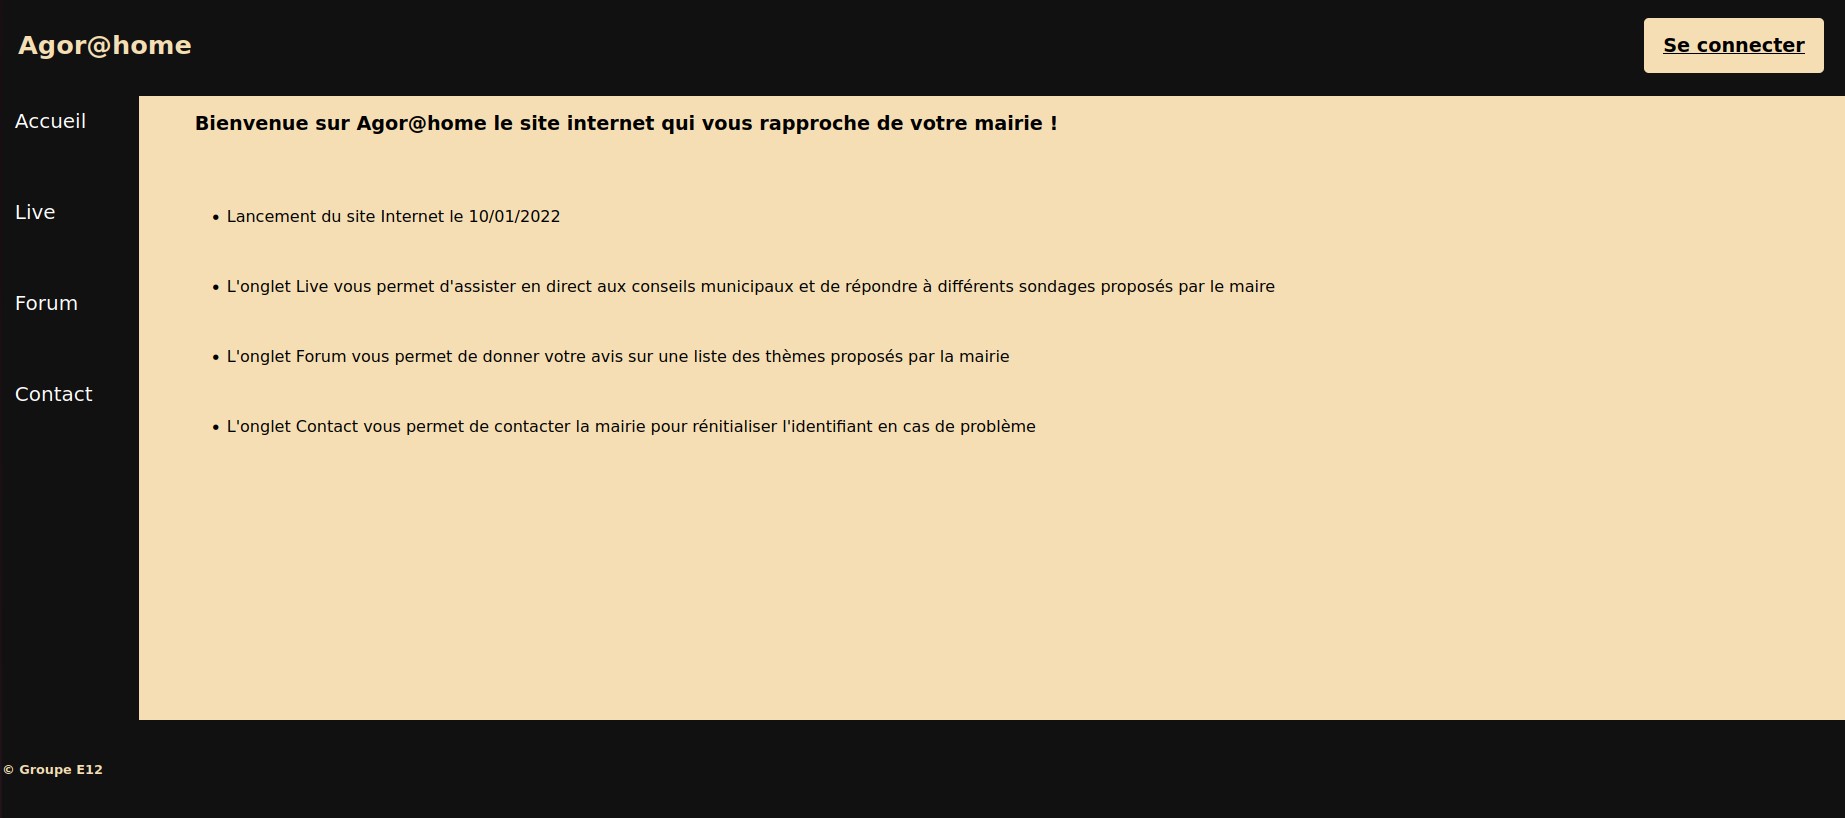 Agor@home
Se connecter
Accueil
Live
Forum
Contact
Bienvenue sur Agor@home le site internet qui vous rapproche de votre mairie !
• Lancement du site Internet le 10/01/2022
• L'onglet Live vous permet d'assister en direct aux conseils municipaux et de répondre à différents sondages proposés par le maire
• L'onglet Forum vous permet de donner votre avis sur une liste des thèmes proposés par la mairie
• L'onglet Contact vous permet de contacter la mairie pour rénitialiser l'identifiant en cas de problème
© Groupe E12